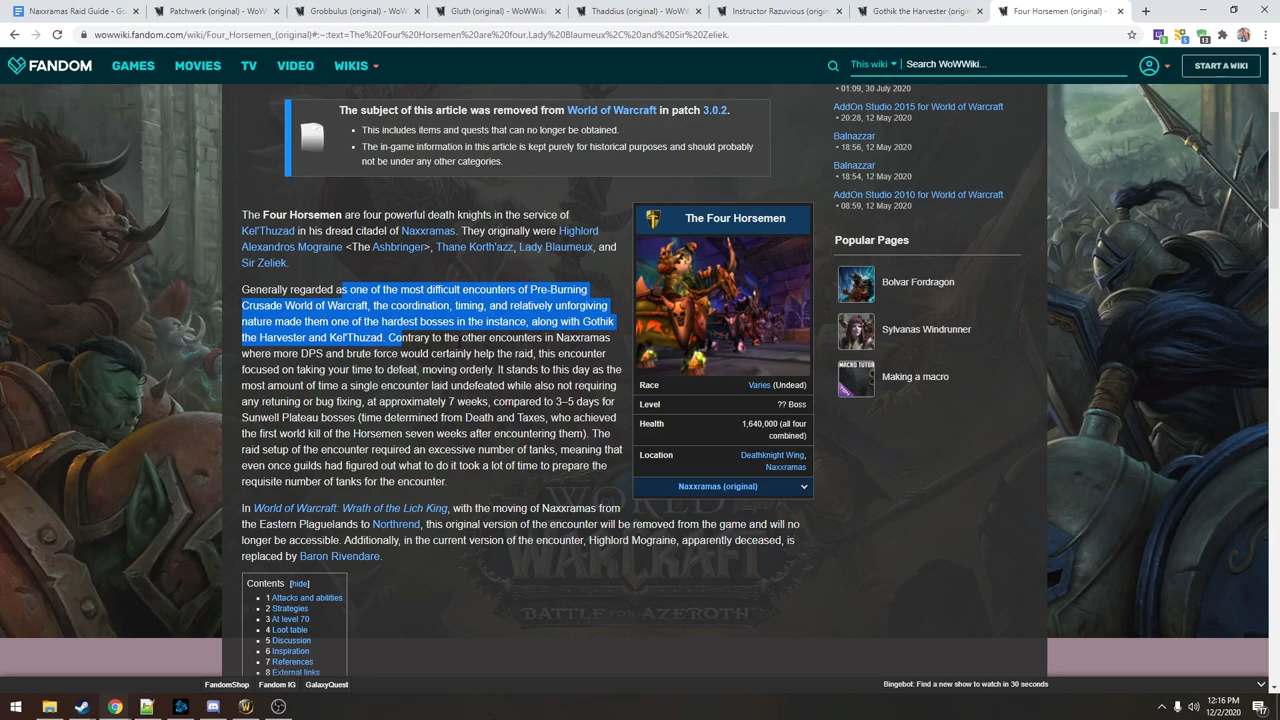 Naxxramas Raid Guide - Go
Patchwerk (original) - WoW
Grobbulus (original) - WoW
Gluth (original) - WoWWiki
Thaddius (original) - WoWW
Instructor Razuvious (origin
Gothik the Harvester (origin
Four Horsemen (original) -
wowwiki.fandom.com/wiki/Four_Horsemen_(original)#:~:text=The%20Four%20Horsemen%20are%20four,Lady%20Blaumeux%2C%20and%20Sir%20Zeliek.
3
5
13
FANDOM
GAMES
MOVIES
TV
VIDEO
WIKIS
This wiki
Search WoWWiki...
START A WIKI
The subject of this article was removed from World of Warcraft in patch 3.0.2.
• This includes items and quests that can no longer be obtained.
• The in-game information in this article is kept purely for historical purposes and should probably
not be under any other categories.
The Four Horsemen are four powerful death knights in the service of
Kel'Thuzad in his dread citadel of Naxxramas. They originally were Highlord
Alexandros Mograine <The Ashbringer>, Thane Korth'azz, Lady Blaumeux, and
Sir Zeliek.
Generally regarded as one of the most difficult encounters of Pre-Burning
Crusade World of Warcraft, the coordination, timing, and relatively unforgiving
nature made them one of the hardest bosses in the instance, along with Gothik
the Harvester and Kel'Thuzad. Contrary to the other encounters in Naxxramas
where more DPS and brute force would certainly help the raid, this encounter
focused on taking your time to defeat, moving orderly. It stands to this day as the
most amount of time a single encounter laid undefeated while also not requiring
any retuning or bug fixing, at approximately 7 weeks, compared to 3–5 days for
Sunwell Plateau bosses (time determined from Death and Taxes, who achieved
the first world kill of the Horsemen seven weeks after encountering them). The
raid setup of the encounter required an excessive number of tanks, meaning that
even once guilds had figured out what to do it took a lot of time to prepare the
requisite number of tanks for the encounter.
In World of Warcraft: Wrath of the Lich King, with the moving of Naxxramas from
the Eastern Plaguelands to Northrend, this original version of the encounter will be removed from the game and will no
longer be accessible. Additionally, in the current version of the encounter, Highlord Mograine, apparently deceased, is
replaced by Baron Rivendare.
The Four Horsemen
Race
Varies (Undead)
Level
?? Boss
Health
1,640,000 (all four
combined)
Location
Deathknight Wing,
Naxxramas
Naxxramas (original)
Contents [hide]
1 Attacks and abilities
2 Strategies
3 At level 70
4 Loot table
5 Discussion
6 Inspiration
7 References
8 External links
• 01:09, 30 July 2020
AddOn Studio 2015 for World of Warcraft
• 20:28, 12 May 2020
Balnazzar
• 18:56, 12 May 2020
Balnazzar
• 18:54, 12 May 2020
AddOn Studio 2010 for World of Warcraft
• 08:59, 12 May 2020
Popular Pages
Bolvar Fordragon
Sylvanas Windrunner
MACRO TUTOR
Making a macro
WORLD
WARCRAFT
BATTLE FOR AZEROTH
FandomShop
Fandom IG
GalaxyQuest
Bingebot: Find a new show to watch in 30 seconds
12:16 PM
12/2/2020
17